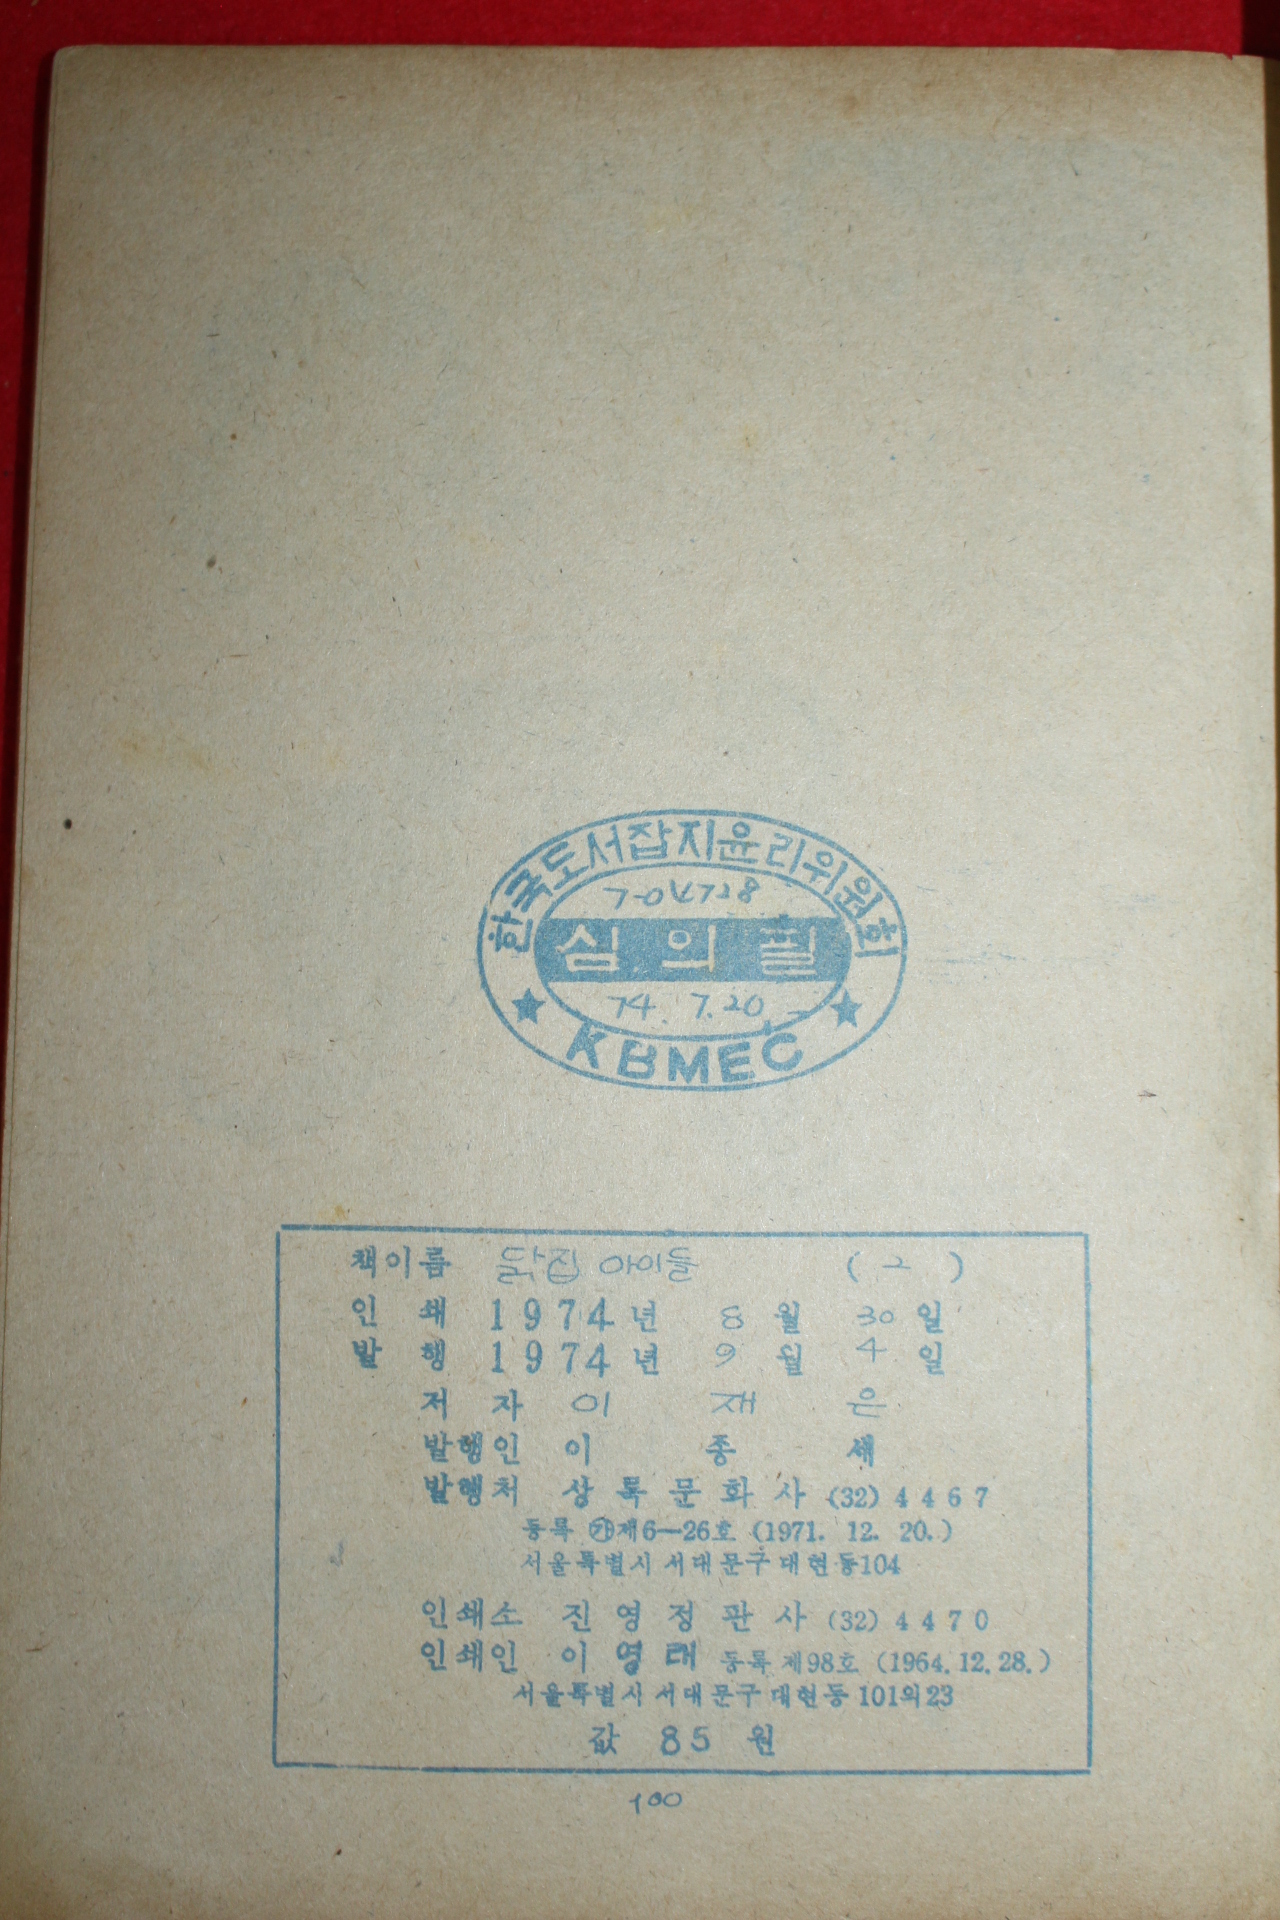 한국도서잡지윤리위원회
7-04728
심의필
74. 7. 20.
KBMEC
책이름 닭집 아이들 (2)
인쇄 1974년 8월 30일
발행 1974년 9월 4일
저자 이재은
발행인 이종세
발행처 상록문화사 (32) 4467
등록 ㉮제6—26호 (1971. 12. 20.)
서울특별시 서대문구 대현동104
인쇄소 진영정판사 (32) 4470
인쇄인 이영태 등록 제98호 (1964. 12. 28.)
서울특별시 서대문구 대현동 101의23
값 85 원
100